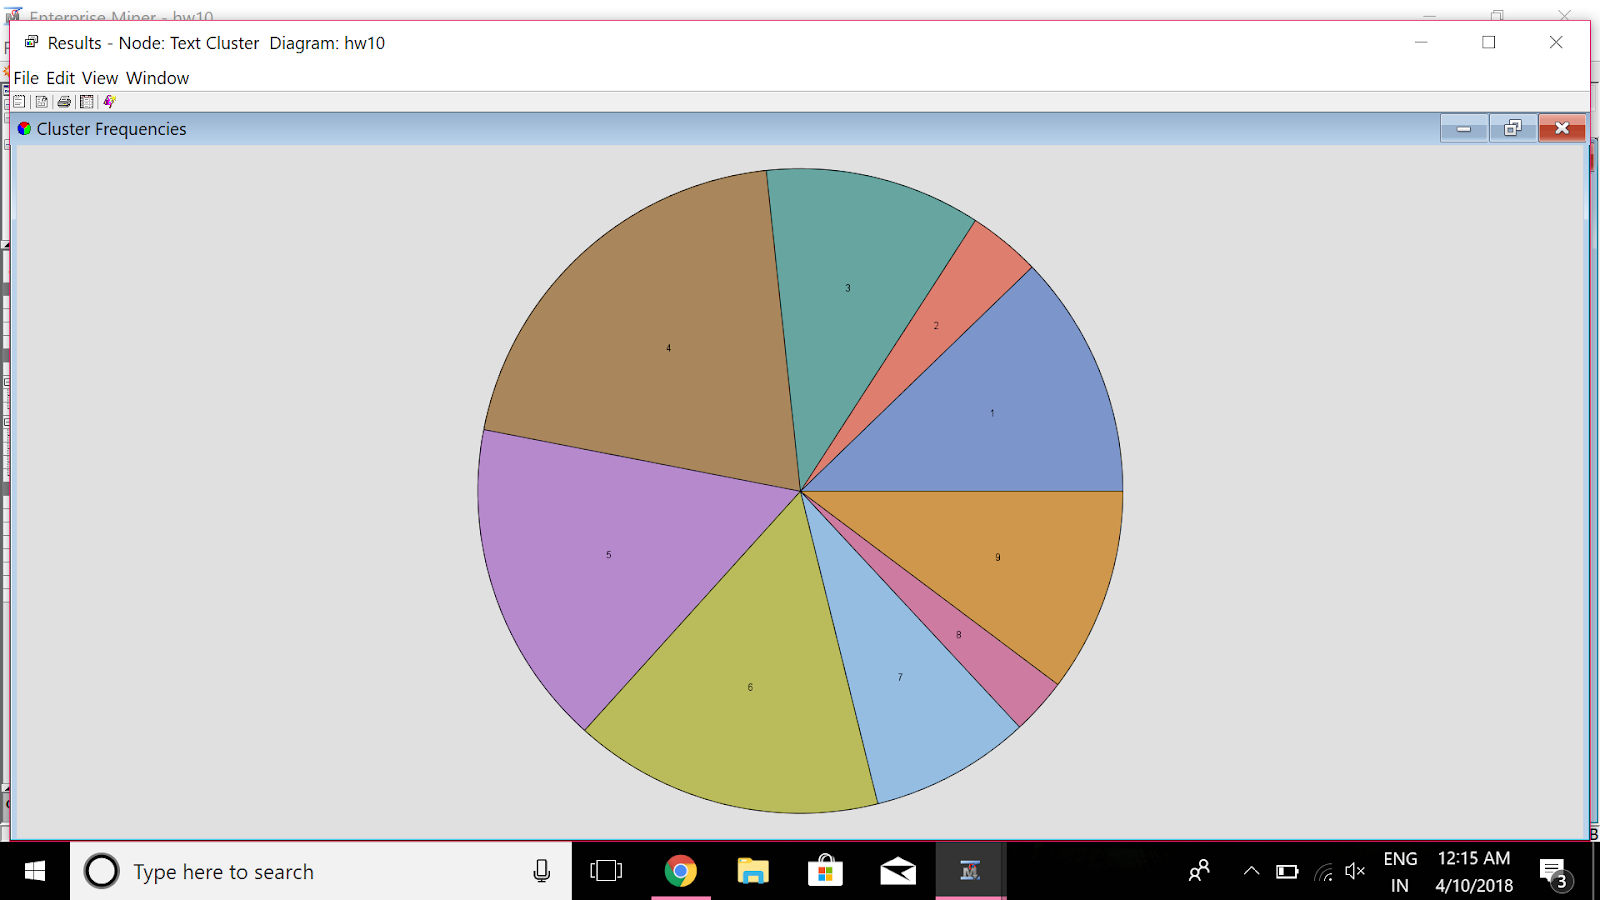 Enterprise Miner - hw10
Results - Node: Text Cluster Diagram: hw10
File Edit View Window
Cluster Frequencies
3
2
4
1
5
9
8
7
6
B
Type here to search
ENG
IN
12:15 AM
4/10/2018
3